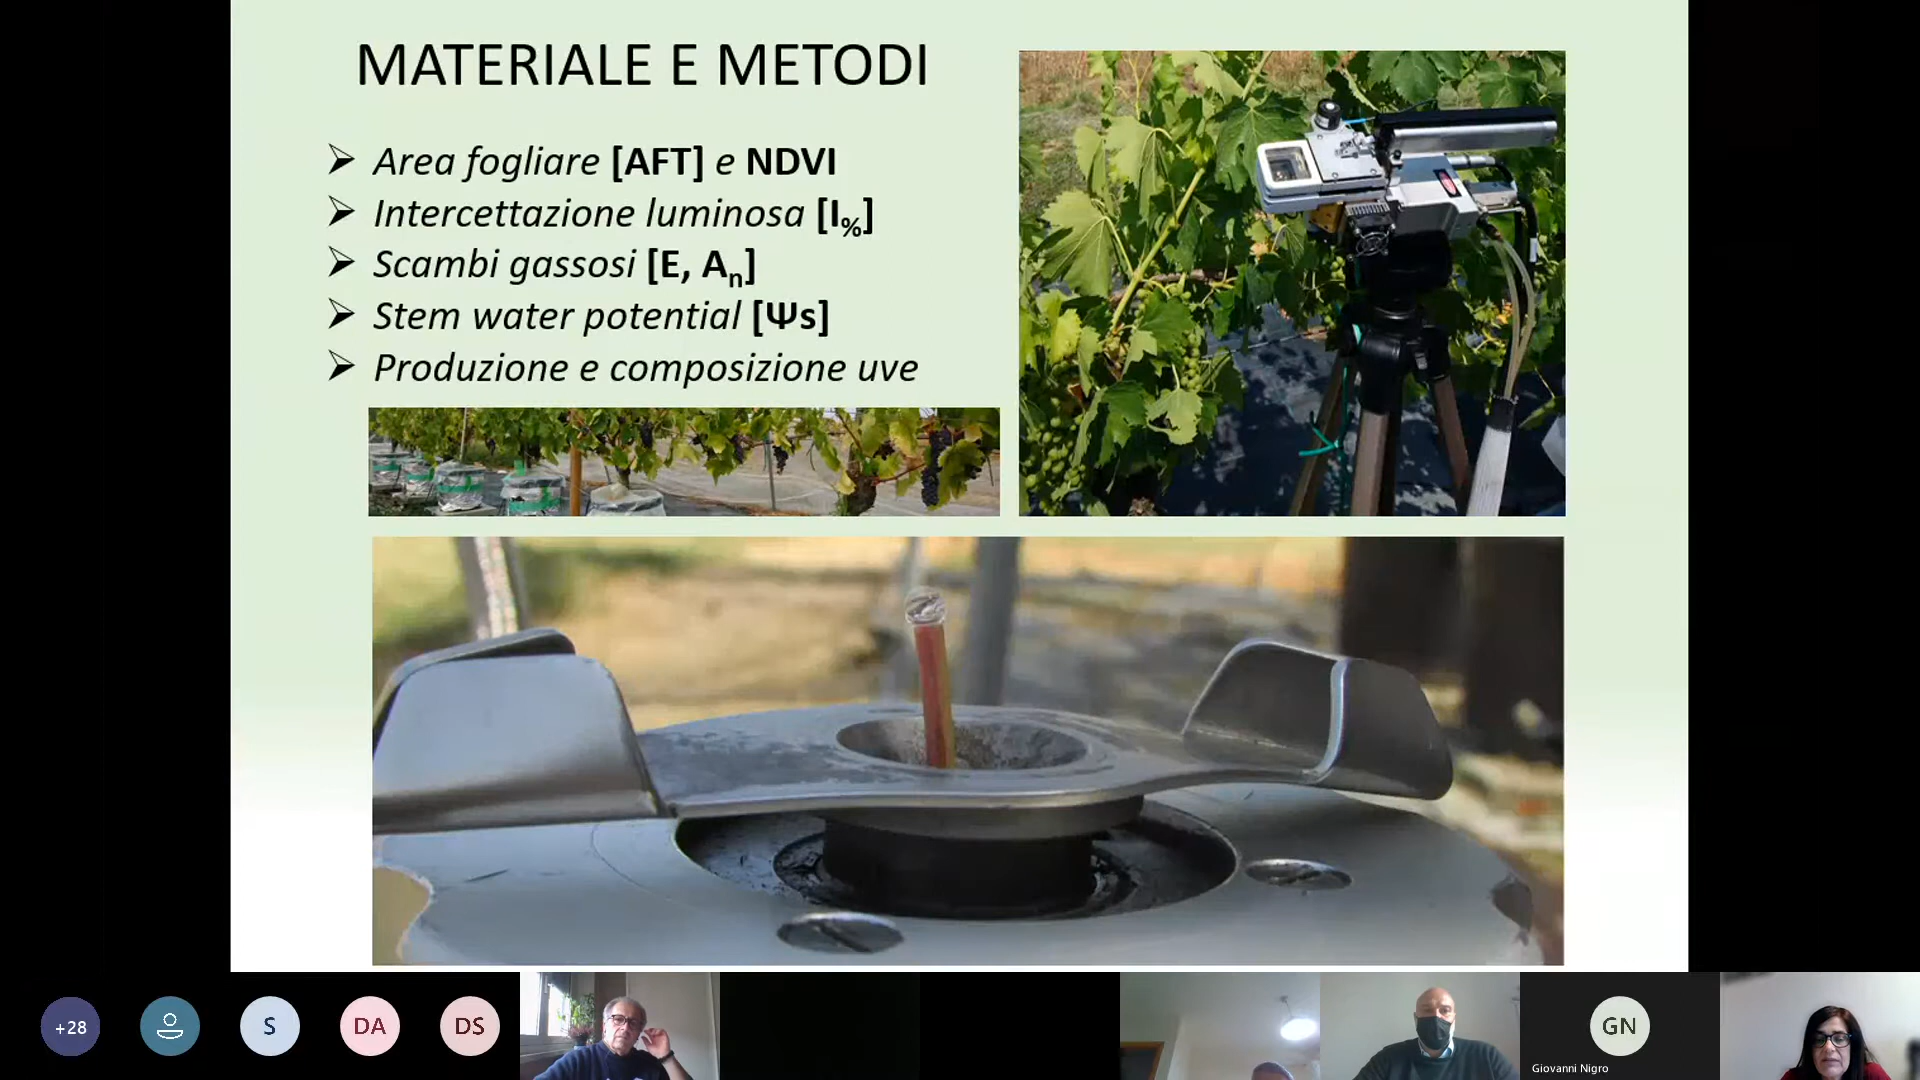 MATERIALE E METODI
➢ Area fogliare [AFT] e NDVI
➢ Intercettazione luminosa [I%]
➢ Scambi gassosi [E, An]
➢ Stem water potential [Ψs]
➢ Produzione e composizione uve
+28
S
DA
DS
GN
Giovanni Nigro